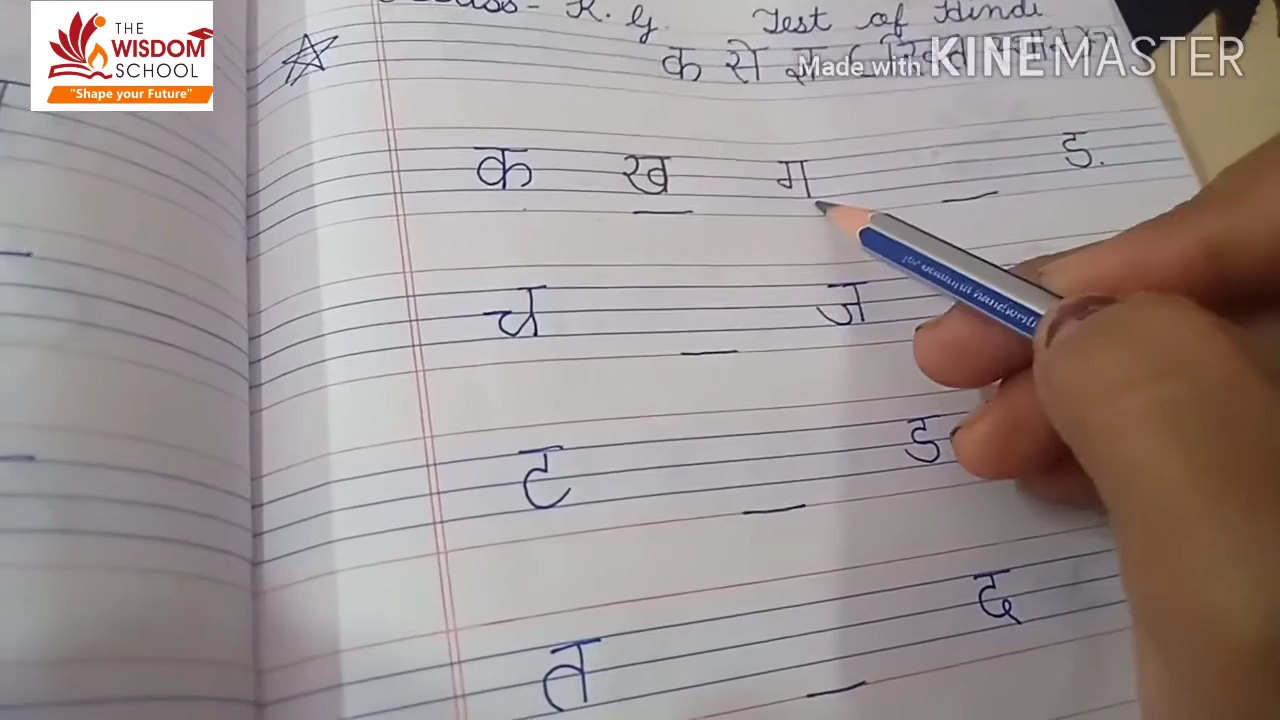 THE
WISDOM
SCHOOL
"Shape your Future"
K.G. Test of Hindi
क से
Made with KINEMASTER
क ख ग _ ड.
च _ ज
ट _ ड
त _ द